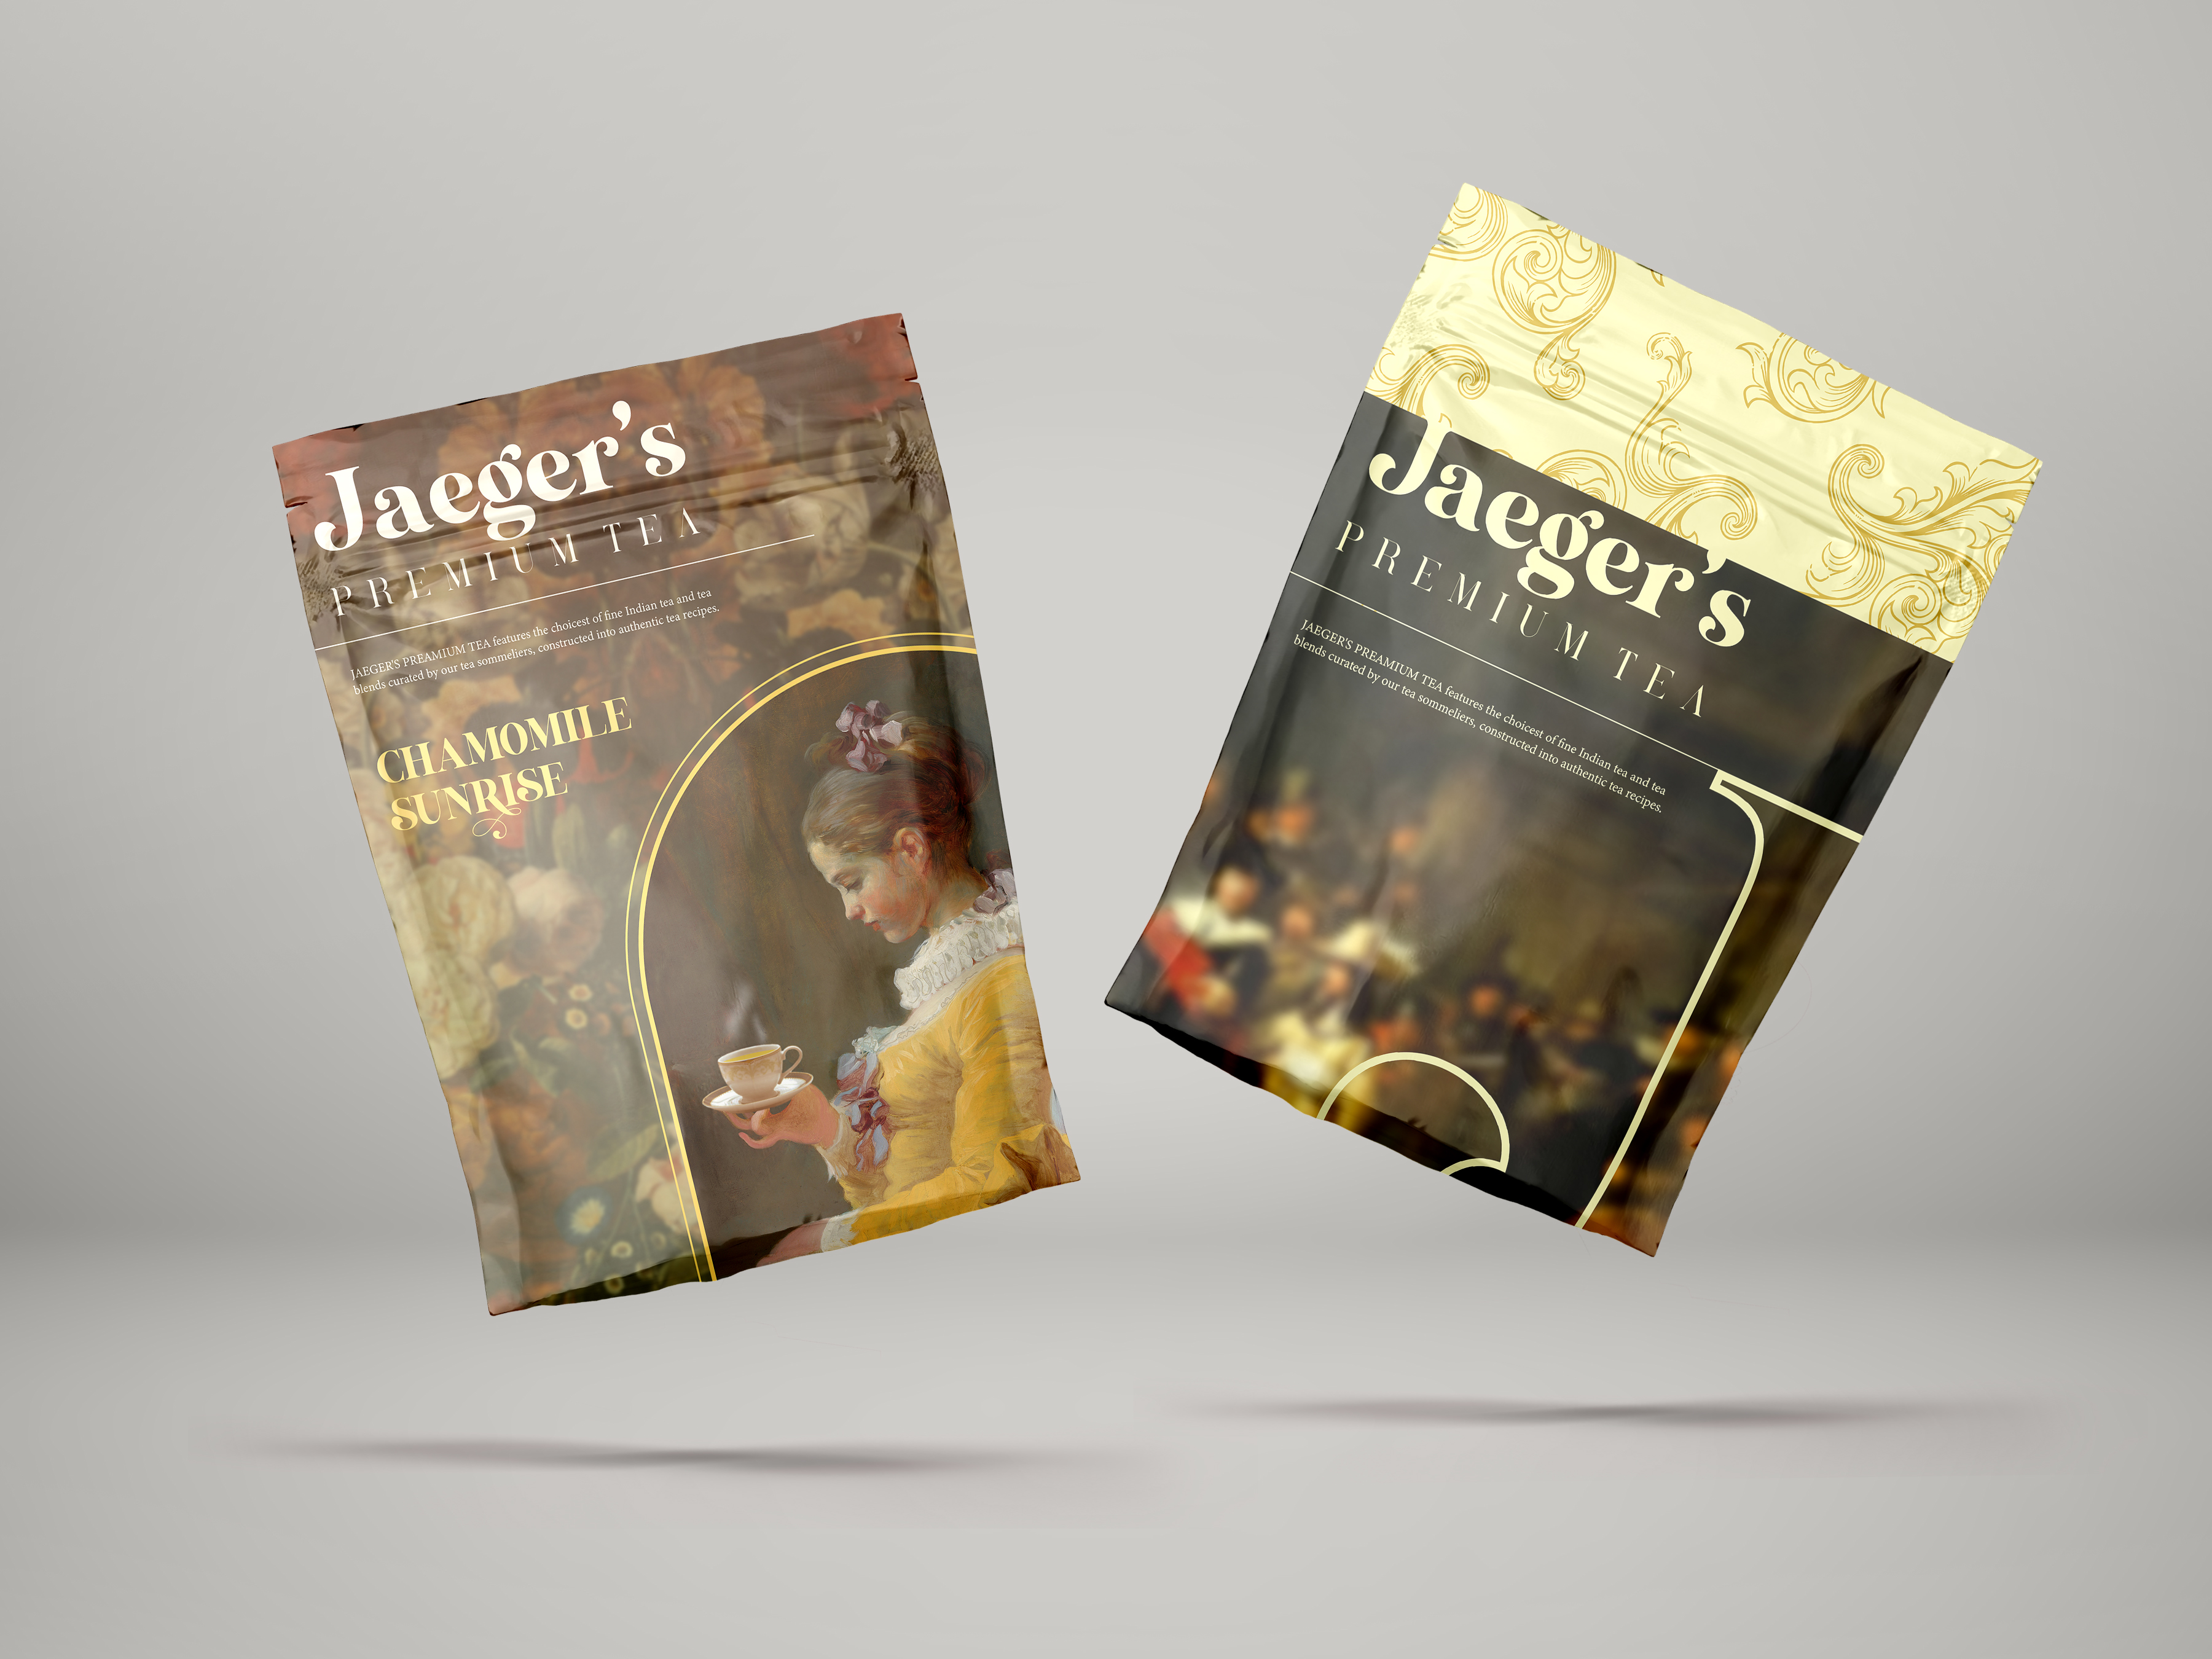 Jaeger's
PREMIUM TEA
JAEGER'S PREAMIUM TEA features the choicest of fine Indian tea and tea
blends curated by our tea sommeliers, constructed into authentic tea recipes.
CHAMOMILE
SUNRISE
Jaeger's
PREMIUM TEA
JAEGER'S PREAMIUM TEA features the choicest of fine Indian tea and tea
blends curated by our tea sommeliers, constructed into authentic tea recipes.